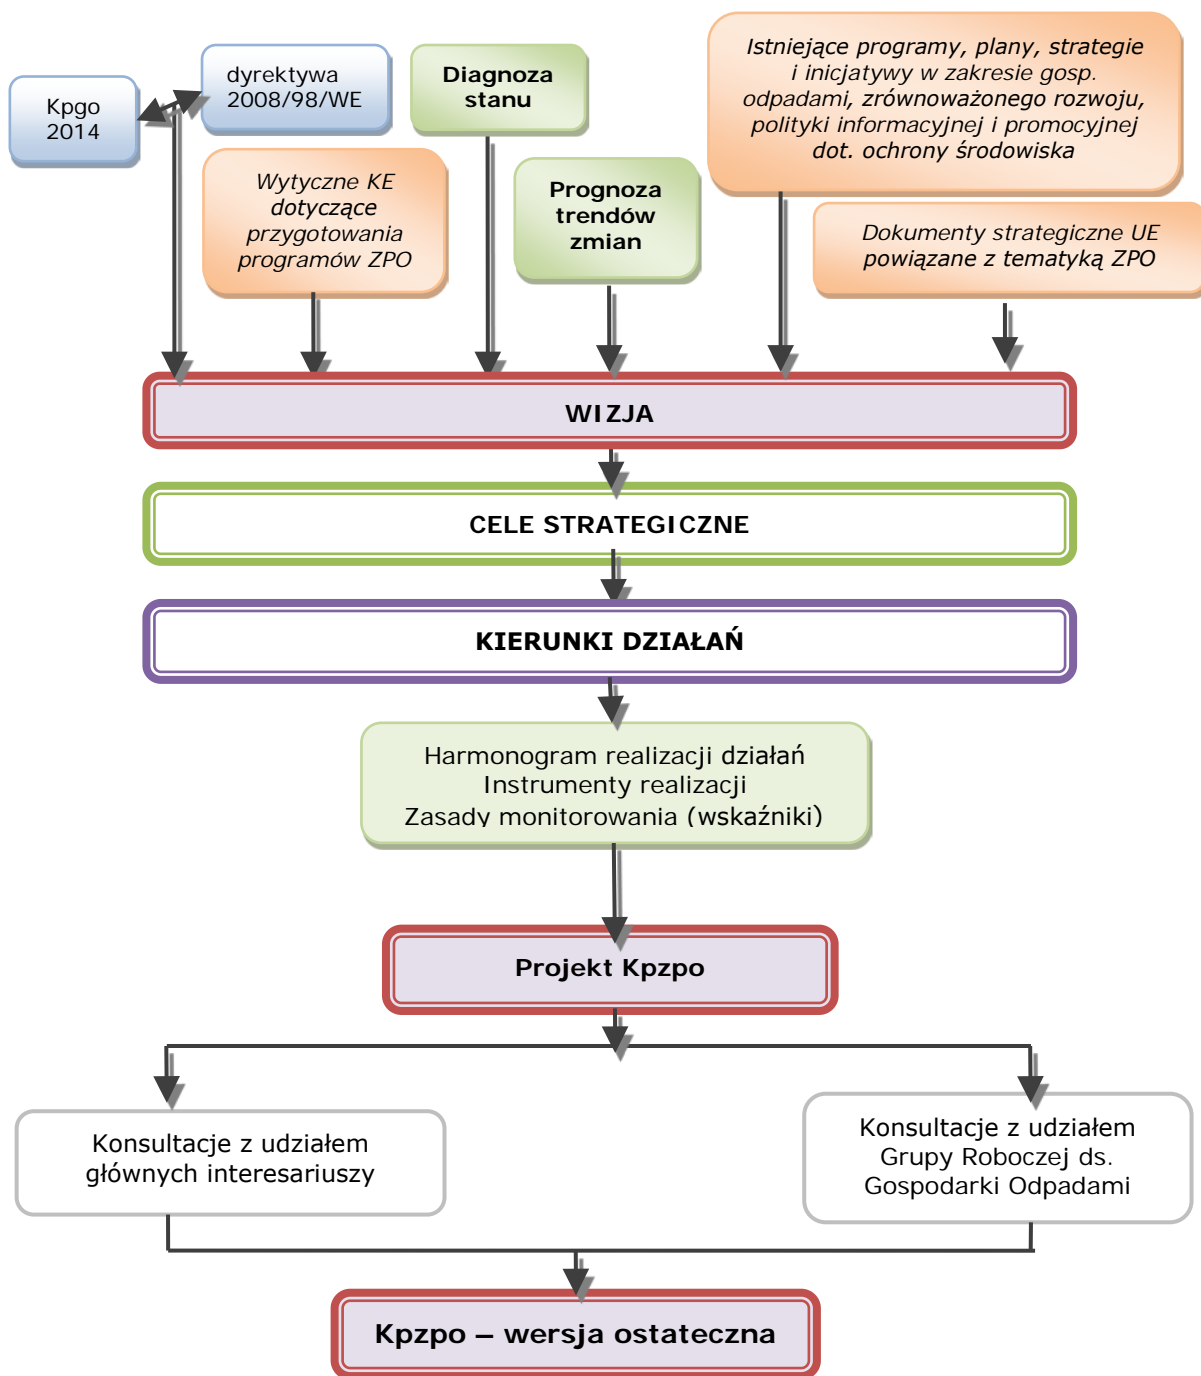 Kpgo
2014
dyrektywa
2008/98/WE
Diagnoza
stanu
Istniejące programy, plany, strategie
i inicjatywy w zakresie gosp.
odpadami, zrównoważonego rozwoju,
polityki informacyjnej i promocyjnej
dot. ochrony środowiska
Wytyczne KE
dotyczące
przygotowania
programów ZPO
Prognoza
trendów
zmian
Dokumenty strategiczne UE
powiązane z tematyką ZPO
WIZJA
CELE STRATEGICZNE
KIERUNKI DZIAŁAŃ
Harmonogram realizacji działań
Instrumenty realizacji
Zasady monitorowania (wskaźniki)
Projekt Kpzpo
Konsultacje z udziałem
głównych interesariuszy
Konsultacje z udziałem
Grupy Roboczej ds.
Gospodarki Odpadami
Kpzpo – wersja ostateczna